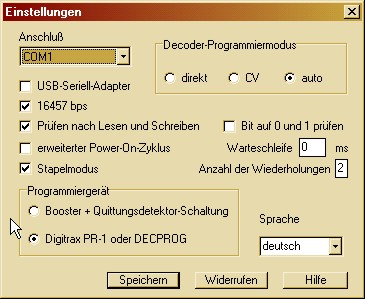 Einstellungen
Anschluß
COM1
Decoder-Programmiermodus
direkt CV auto
USB-Seriell-Adapter
16457 bps
Prüfen nach Lesen und Schreiben
Bit auf 0 und 1 prüfen
erweiterter Power-On-Zyklus
Warteschleife 0 ms
Stapelmodus
Anzahl der Wiederholungen 2
Programmiergerät
Booster + Quittungsdetektor-Schaltung
Digitrax PR-1 oder DECPROG
Sprache
deutsch
Speichern Widerrufen Hilfe